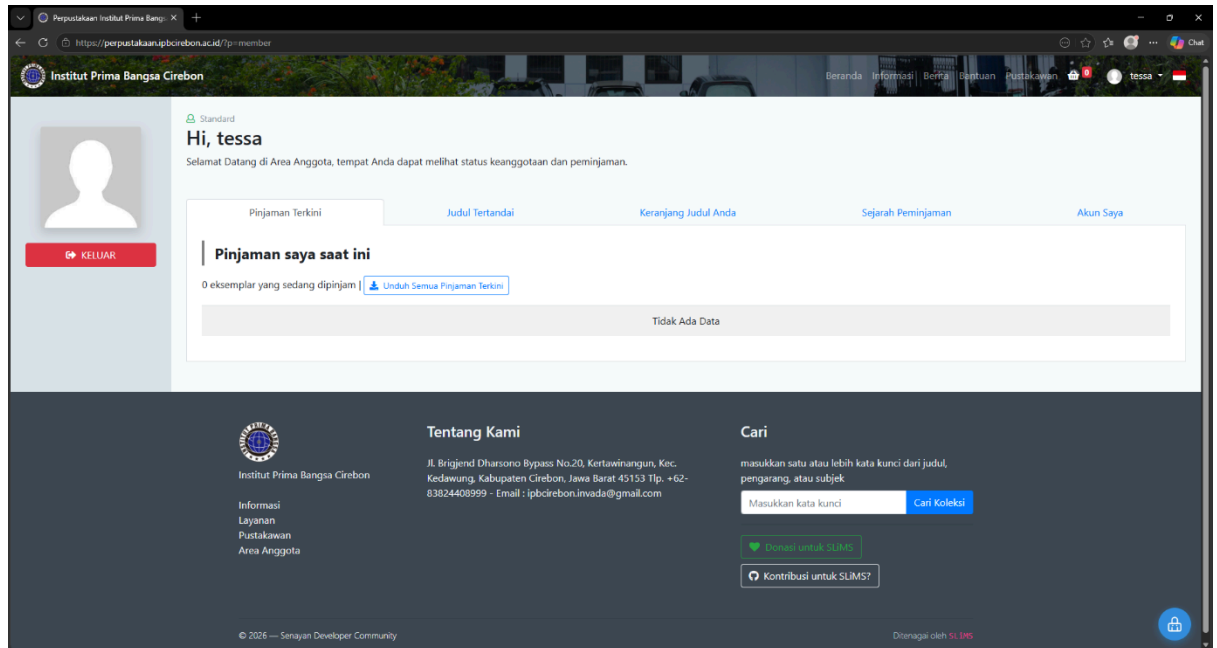 Perpustakaan Institut Prima Bangs
https://perpustakaan.ipbcirebon.ac.id/?p=member
Chat
Institut Prima Bangsa Cirebon
Beranda Informasi Berita Bantuan Pustakawan 0 tessa
Standard
Hi, tessa
Selamat Datang di Area Anggota, tempat Anda dapat melihat status keanggotaan dan peminjaman.
Pinjaman Terkini Judul Tertandai Keranjang Judul Anda Sejarah Peminjaman Akun Saya
KELUAR
Pinjaman saya saat ini
0 eksemplar yang sedang dipinjam | Unduh Semua Pinjaman Terkini
Tidak Ada Data
Institut Prima Bangsa Cirebon
Informasi
Layanan
Pustakawan
Area Anggota
Tentang Kami
Jl. Brigjend Dharsono Bypass No.20, Kertawinangun, Kec.
Kedawung, Kabupaten Cirebon, Jawa Barat 45153 Tlp. +62-
83824408999 - Email : ipbcirebon.invada@gmail.com
Cari
masukkan satu atau lebih kata kunci dari judul,
pengarang, atau subjek
Masukkan kata kunci Cari Koleksi
Donasi untuk SLiMS
Kontribusi untuk SLiMS?
© 2026 — Senayan Developer Community
Ditenagai oleh SLIMS